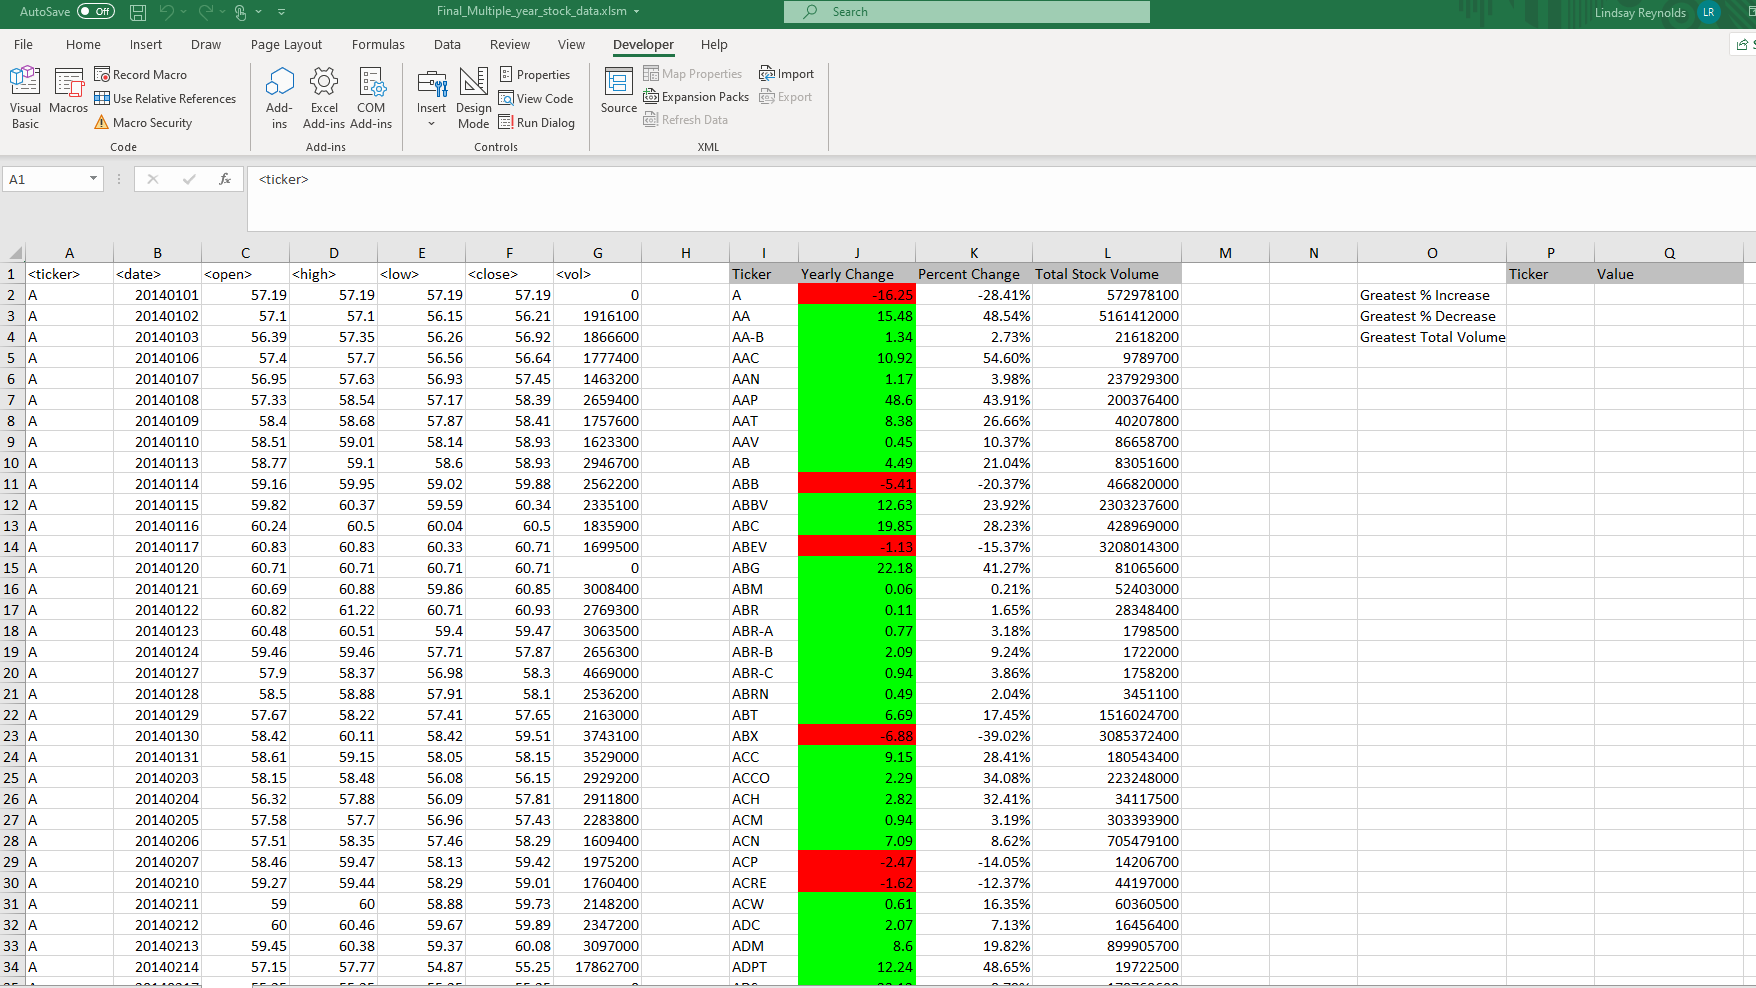 AutoSave Off Final_Multiple_year_stock_data.xlsm Search Lindsay Reynolds LR
File Home Insert Draw Page Layout Formulas Data Review View Developer Help
Visual Basic Macros Record Macro Use Relative References Macro Security Code
Add-ins Excel Add-ins COM Add-ins Add-ins
Insert Design Mode Properties View Code Run Dialog Controls
Source Map Properties Expansion Packs Refresh Data Import Export XML
A1 fx <ticker>
A B C D E F G H I J K L M N O P Q
1 <ticker> <date> <open> <high> <low> <close> <vol> Ticker Yearly Change Percent Change Total Stock Volume Ticker Value
2 A 20140101 57.19 57.19 57.19 57.19 0 A -16.25 -28.41% 572978100 Greatest % Increase
3 A 20140102 57.1 57.1 56.15 56.21 1916100 AA 15.48 48.54% 5161412000 Greatest % Decrease
4 A 20140103 56.39 57.35 56.26 56.92 1866600 AA-B 1.34 2.73% 21618200 Greatest Total Volume
5 A 20140106 57.4 57.7 56.56 56.64 1777400 AAC 10.92 54.60% 9789700
6 A 20140107 56.95 57.63 56.93 57.45 1463200 AAN 1.17 3.98% 237929300
7 A 20140108 57.33 58.54 57.17 58.39 2659400 AAP 48.6 43.91% 200376400
8 A 20140109 58.4 58.68 57.87 58.41 1757600 AAT 8.38 26.66% 40207800
9 A 20140110 58.51 59.01 58.14 58.93 1623300 AAV 0.45 10.37% 86658700
10 A 20140113 58.77 59.1 58.6 58.93 2946700 AB 4.49 21.04% 83051600
11 A 20140114 59.16 59.95 59.02 59.88 2562200 ABB -5.41 -20.37% 466820000
12 A 20140115 59.82 60.37 59.59 60.34 2335100 ABBV 12.63 23.92% 2303237600
13 A 20140116 60.24 60.5 60.04 60.5 1835900 ABC 19.85 28.23% 428969000
14 A 20140117 60.83 60.83 60.33 60.71 1699500 ABEV -1.13 -15.37% 3208014300
15 A 20140120 60.71 60.71 60.71 60.71 0 ABG 22.18 41.27% 81065600
16 A 20140121 60.69 60.88 59.86 60.85 3008400 ABM 0.06 0.21% 52403000
17 A 20140122 60.82 61.22 60.71 60.93 2769300 ABR 0.11 1.65% 28348400
18 A 20140123 60.48 60.51 59.4 59.47 3063500 ABR-A 0.77 3.18% 1798500
19 A 20140124 59.46 59.46 57.71 57.87 2656300 ABR-B 2.09 9.24% 1722000
20 A 20140127 57.9 58.37 56.98 58.3 4669000 ABR-C 0.94 3.86% 1758200
21 A 20140128 58.5 58.88 57.91 58.1 2536200 ABRN 0.49 2.04% 3451100
22 A 20140129 57.67 58.22 57.41 57.65 2163000 ABT 6.69 17.45% 1516024700
23 A 20140130 58.42 60.11 58.42 59.51 3743100 ABX -6.88 -39.02% 3085372400
24 A 20140131 58.61 59.15 58.05 58.15 3529000 ACC 9.15 28.41% 180543400
25 A 20140203 58.15 58.48 56.08 56.15 2929200 ACCO 2.29 34.08% 223248000
26 A 20140204 56.32 57.88 56.09 57.81 2911800 ACH 2.82 32.41% 34117500
27 A 20140205 57.58 57.7 56.96 57.43 2283800 ACM 0.94 3.19% 303393900
28 A 20140206 57.51 58.35 57.46 58.29 1609400 ACN 7.09 8.62% 705479100
29 A 20140207 58.46 59.47 58.13 59.42 1975200 ACP -2.47 -14.05% 14206700
30 A 20140210 59.27 59.44 58.29 59.01 1760400 ACRE -1.62 -12.37% 44197000
31 A 20140211 59 60 58.88 59.73 2148200 ACW 0.61 16.35% 60360500
32 A 20140212 60 60.46 59.67 59.89 2347200 ADC 2.07 7.13% 16456400
33 A 20140213 59.45 60.38 59.37 60.08 3097000 ADM 8.6 19.82% 899905700
34 A 20140214 57.15 57.77 54.87 55.25 17862700 ADPT 12.24 48.65% 19722500